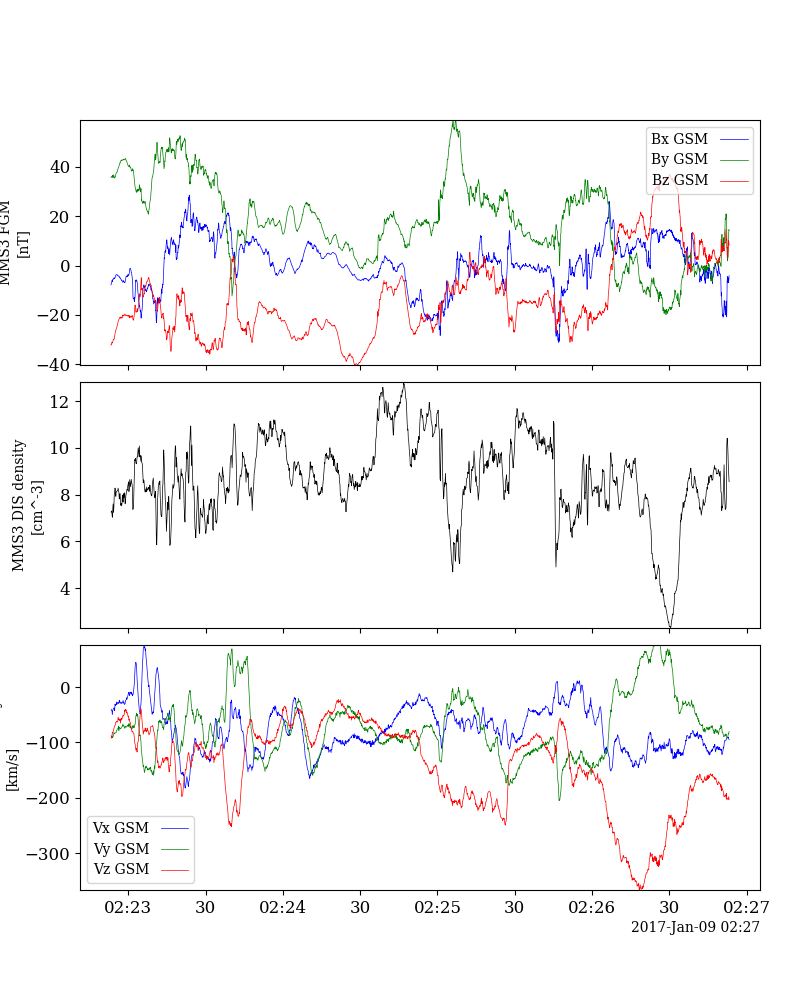 MMS3 FGM
[nT]
40
20
0
−20
−40
Bx GSM
By GSM
Bz GSM
MMS3 DIS density
[cm^-3]
12
10
8
6
4
[km/s]
0
−100
−200
−300
Vx GSM
Vy GSM
Vz GSM
02:23 30 02:24 30 02:25 30 02:26 30 02:27
2017-Jan-09 02:27